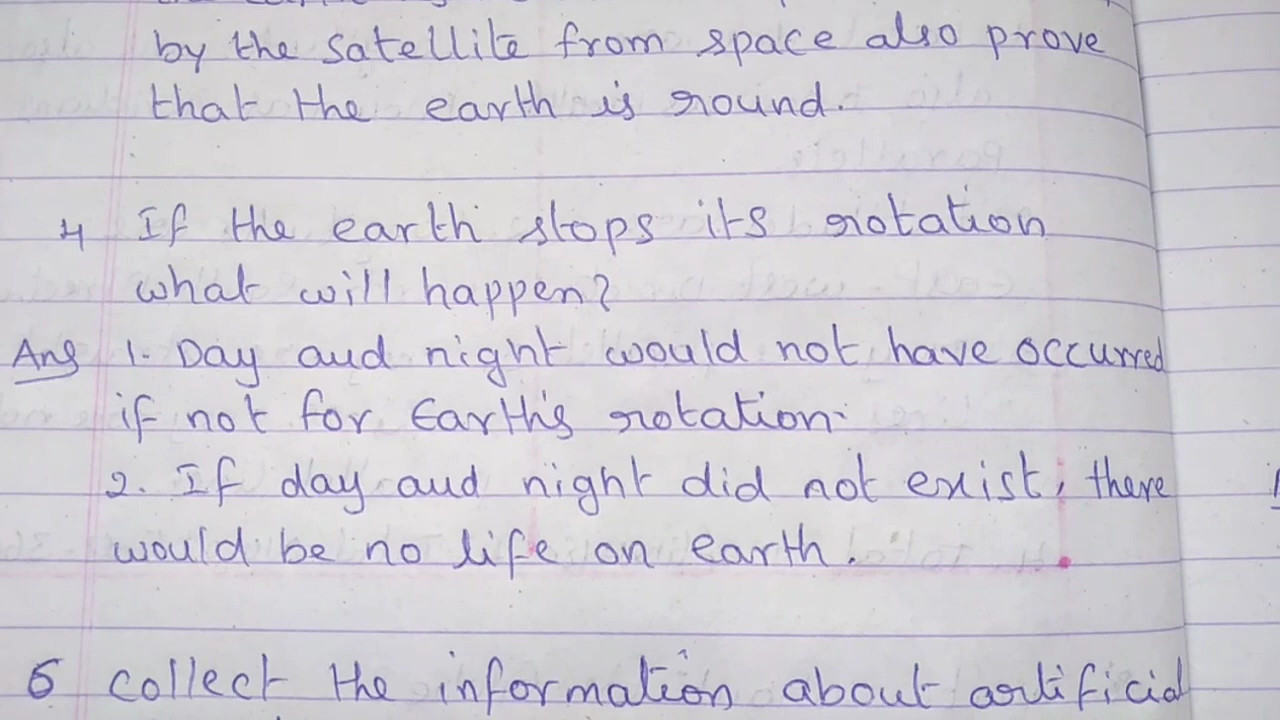 by the satellite from space also prove
that the earth is round.
4 If the earth stops its rotation
what will happen?
Ans 1. Day and night would not have occurred
if not for Earth's rotation.
2. If day and night did not exist, there
would be no life on earth.
6 collect the information about artificial